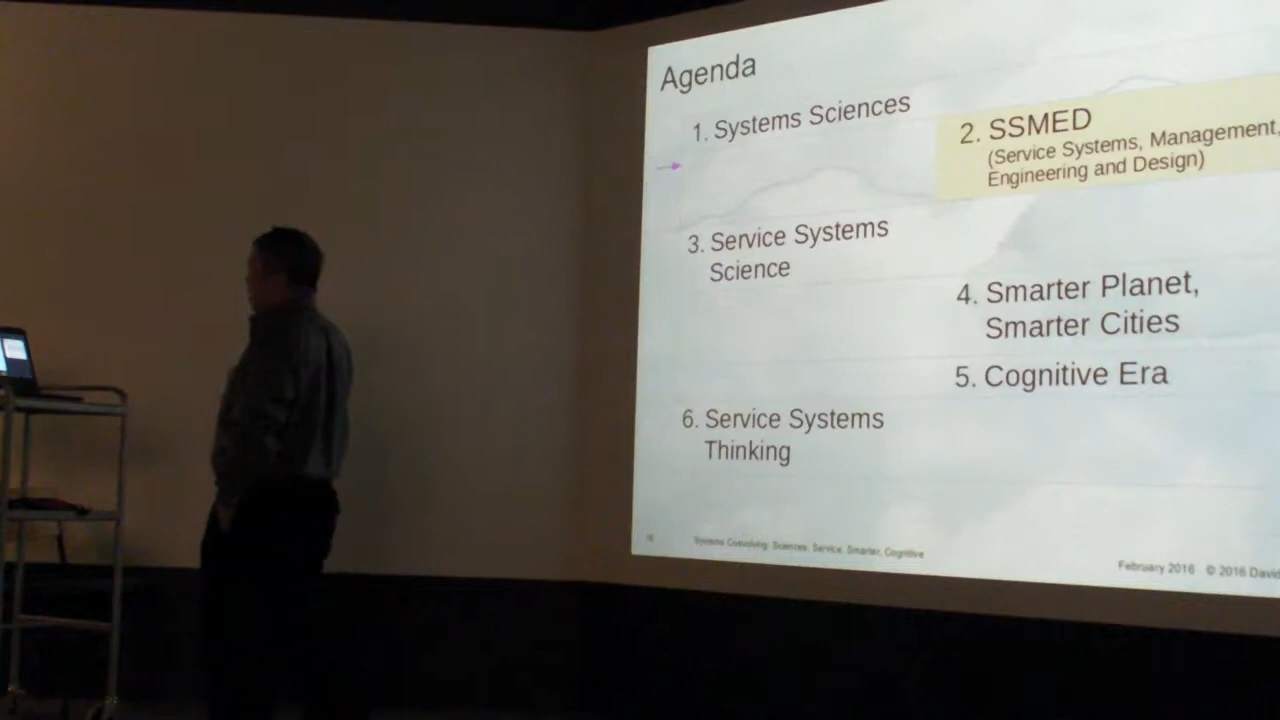 Agenda
1. Systems Sciences
2. SSMED
(Service Systems, Management,
Engineering and Design)
3. Service Systems
Science
4. Smarter Planet,
Smarter Cities
5. Cognitive Era
6. Service Systems
Thinking
Systems Coevolving: Sciences, Service, Smarter, Cognitive
February 2016 © 2016 David